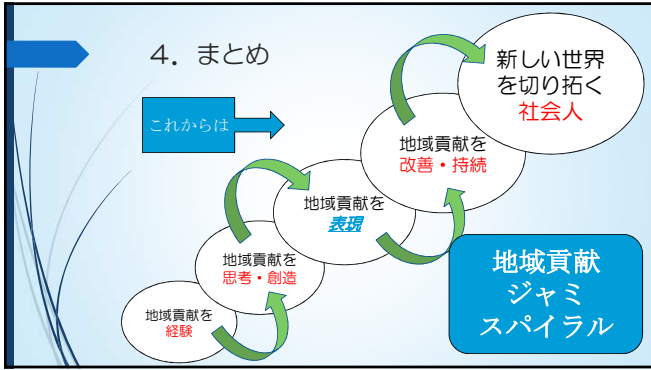 4．まとめ
これからは
地域貢献を
経験
地域貢献を
思考・創造
地域貢献を
表現
地域貢献を
改善・持続
新しい世界
を切り拓く
社会人
地域貢献
ジャミ
スパイラル